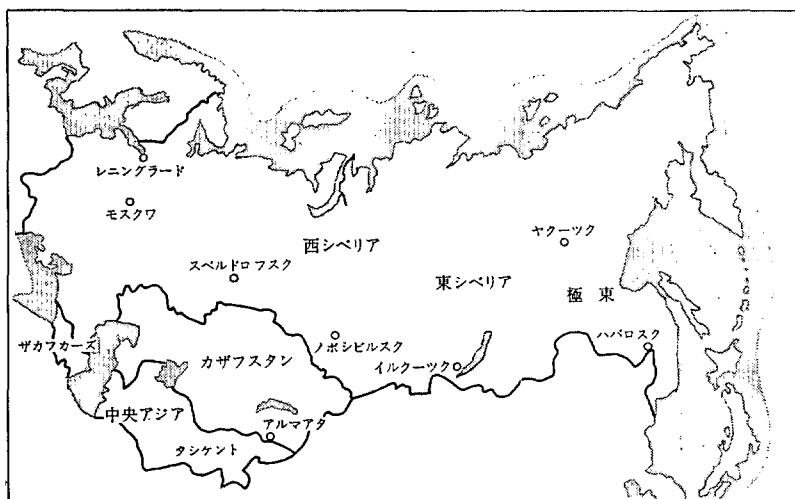 レニングラード
モスクワ
ヤクーツク
西シベリア
スベルドロフスク
東シベリア
極東
ザカフカーズ
カザフスタン
ノボシビルスク
ハバロスク
イルクーツク
中央アジア
アルマアタ
タシケント